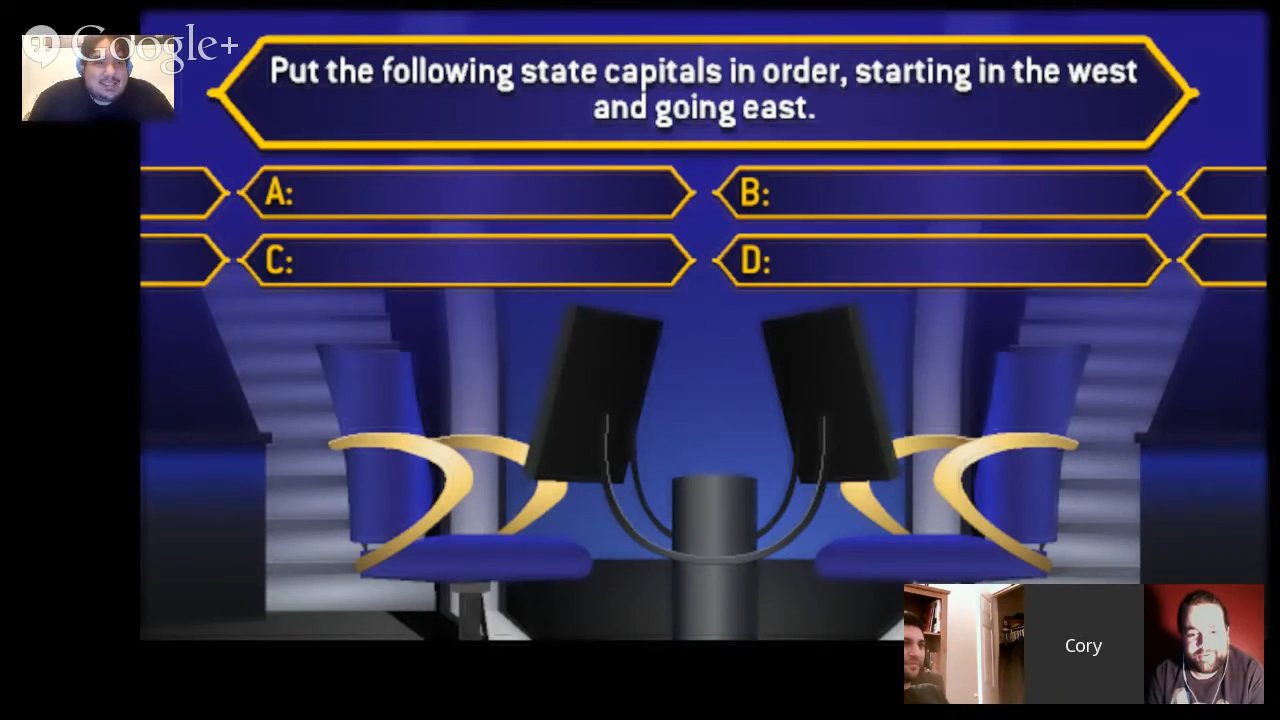 Google+
Put the following state capitals in order, starting in the west
and going east.
A:
B:
C:
D:
Cory